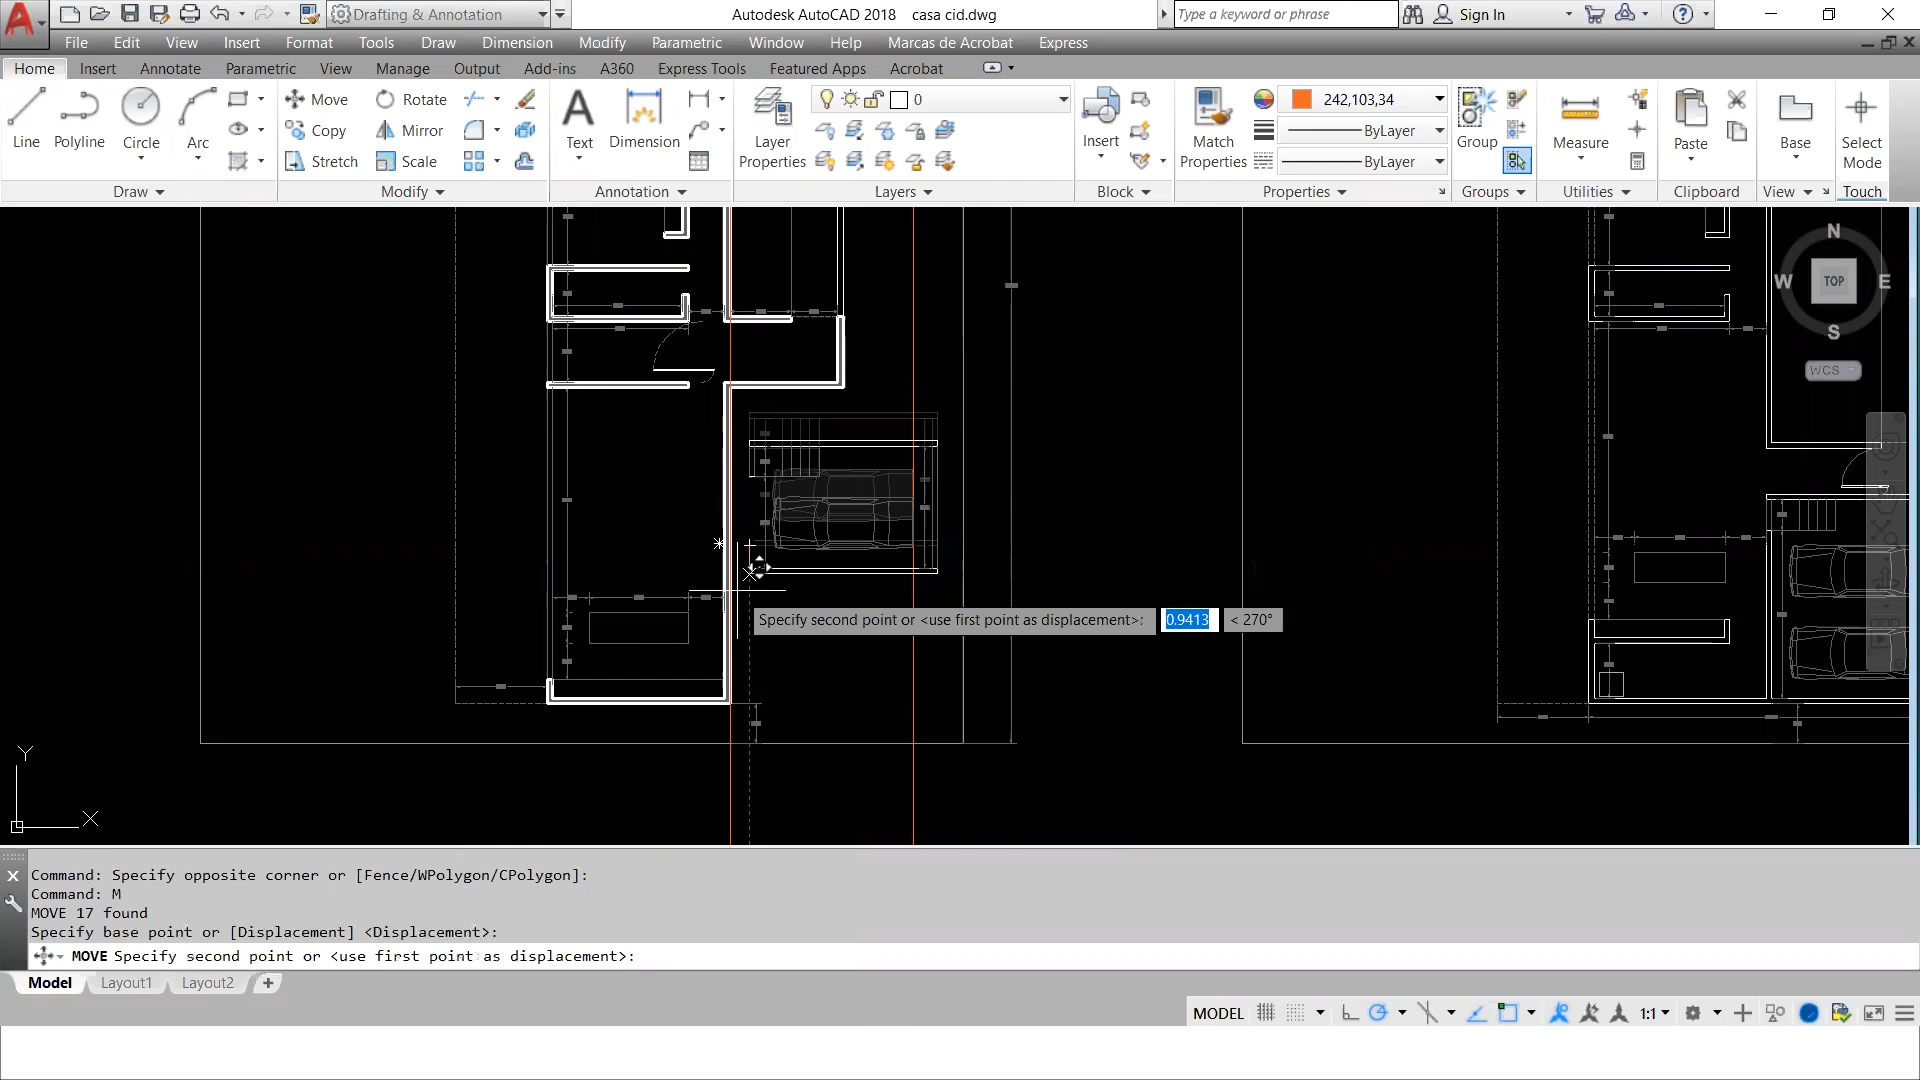 Drafting & Annotation
Autodesk AutoCAD 2018 casa cid.dwg
Type a keyword or phrase
Sign In
File Edit View Insert Format Tools Draw Dimension Modify Parametric Window Help Marcas de Acrobat Express
Home Insert Annotate Parametric View Manage Output Add-ins A360 Express Tools Featured Apps Acrobat
Line Polyline Circle Arc
Move Rotate
Copy Mirror
Stretch Scale
Text Dimension
Layer Properties
0
Insert
Match Properties
242,103,34
ByLayer
ByLayer
Group
Measure
Paste
Base
Select Mode
Draw Modify Annotation Layers Block Properties Groups Utilities Clipboard View Touch
N
W TOP E
S
WCS
Specify second point or <use first point as displacement>: 0.9413 < 270°
Y
X
Command: Specify opposite corner or [Fence/WPolygon/CPolygon]:
Command: M
MOVE 17 found
Specify base point or [Displacement] <Displacement>:
MOVE Specify second point or <use first point as displacement>:
Model Layout1 Layout2 +
MODEL 1:1